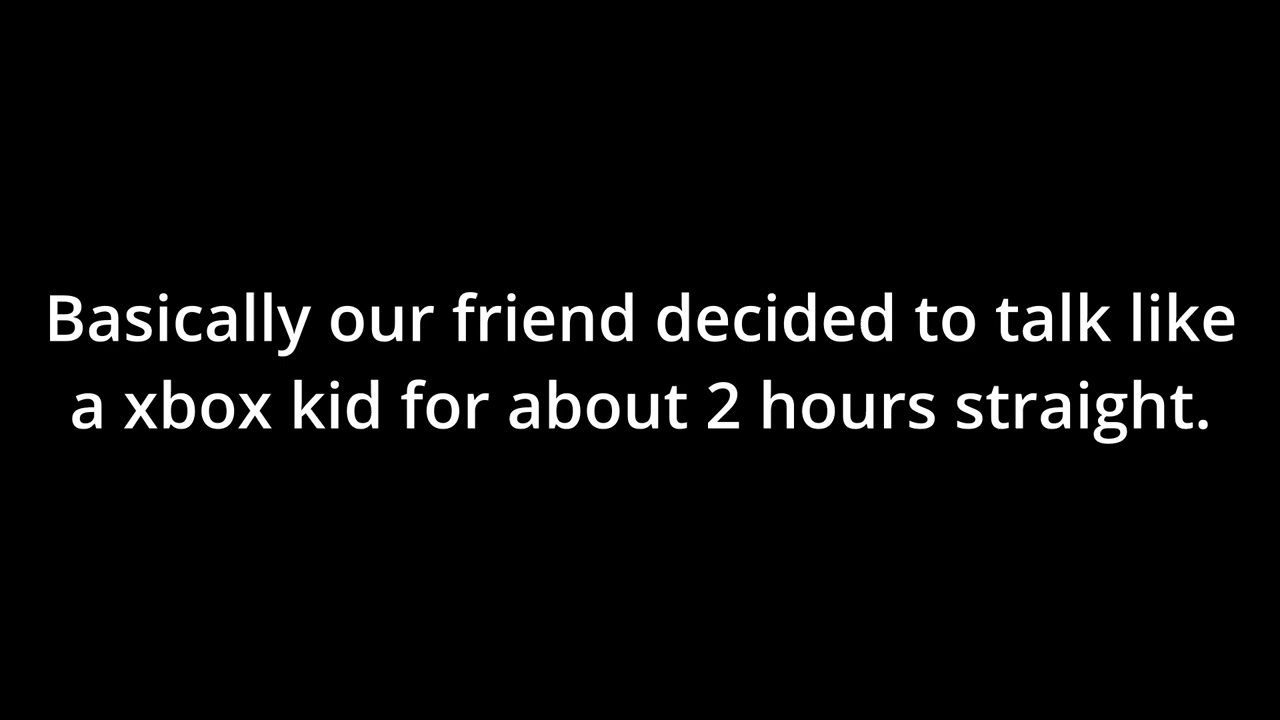 Basically our friend decided to talk like
a xbox kid for about 2 hours straight.